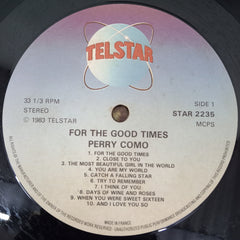 TELSTAR
33 1/3 RPM
STEREO
© 1983 TELSTAR
SIDE 1
STAR 2235
MCPS
FOR THE GOOD TIMES
PERRY COMO
1. FOR THE GOOD TIMES
2. CLOSE TO YOU
3. THE MOST BEAUTIFUL GIRL IN THE WORLD
4. YOU ARE MY WORLD
5. CATCH A FALLING STAR
6. TRY TO REMEMBER
7. I THINK OF YOU
8. DAYS OF WINE AND ROSES
9. WHEN YOU WERE SWEET SIXTEEN
10. AND I LOVE YOU SO
MADE IN FRANCE